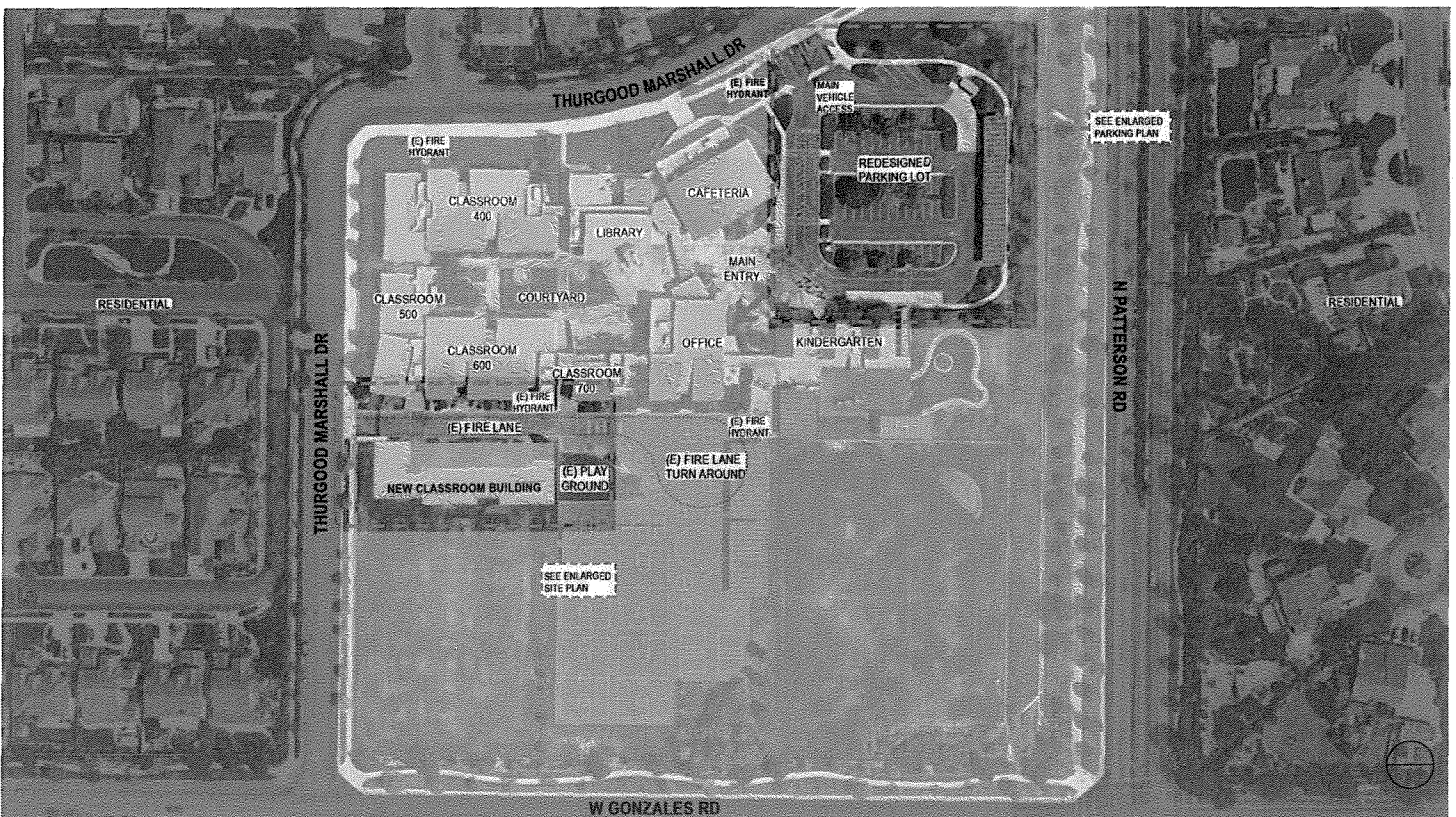 THURGOOD MARSHALL DR
(E) FIRE
HYDRANT
MAIN
VEHICLE
ACCESS
SEE ENLARGED
PARKING PLAN
(E) FIRE
HYDRANT
REDESIGNED
PARKING LOT
CAFETERIA
CLASSROOM
400
LIBRARY
MAIN
ENTRY
CLASSROOM
500
COURTYARD
RESIDENTIAL
RESIDENTIAL
N PATTERSON RD
THURGOOD MARSHALL DR
OFFICE
KINDERGARTEN
CLASSROOM
600
CLASSROOM
700
(E) FIRE
HYDRANT
(E) FIRE LANE
(E) FIRE
HYDRANT
(E) FIRE LANE
TURN AROUND
(E) PLAY
GROUND
NEW CLASSROOM BUILDING
SEE ENLARGED
SITE PLAN
W GONZALES RD